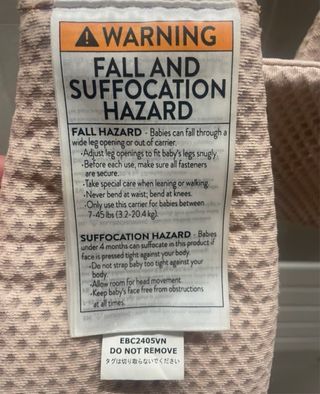 WARNING
FALL AND
SUFFOCATION
HAZARD
FALL HAZARD - Babies can fall through a
wide leg opening or out of carrier.
•Adjust leg openings to fit baby's legs snugly.
•Before each use, make sure all fasteners
are secure.
•Take special care when leaning or walking.
•Never bend at waist; bend at knees.
•Only use this carrier for babies between
7-45 lbs (3.2-20.4 kg).
SUFFOCATION HAZARD - Babies
under 4 months can suffocate in this product if
face is pressed tight against your body.
•Do not strap baby too tight against your
body.
•Allow room for head movement.
•Keep baby's face free from obstructions
at all times.
EBC2405VN
DO NOT REMOVE
タグは切り取らないでください